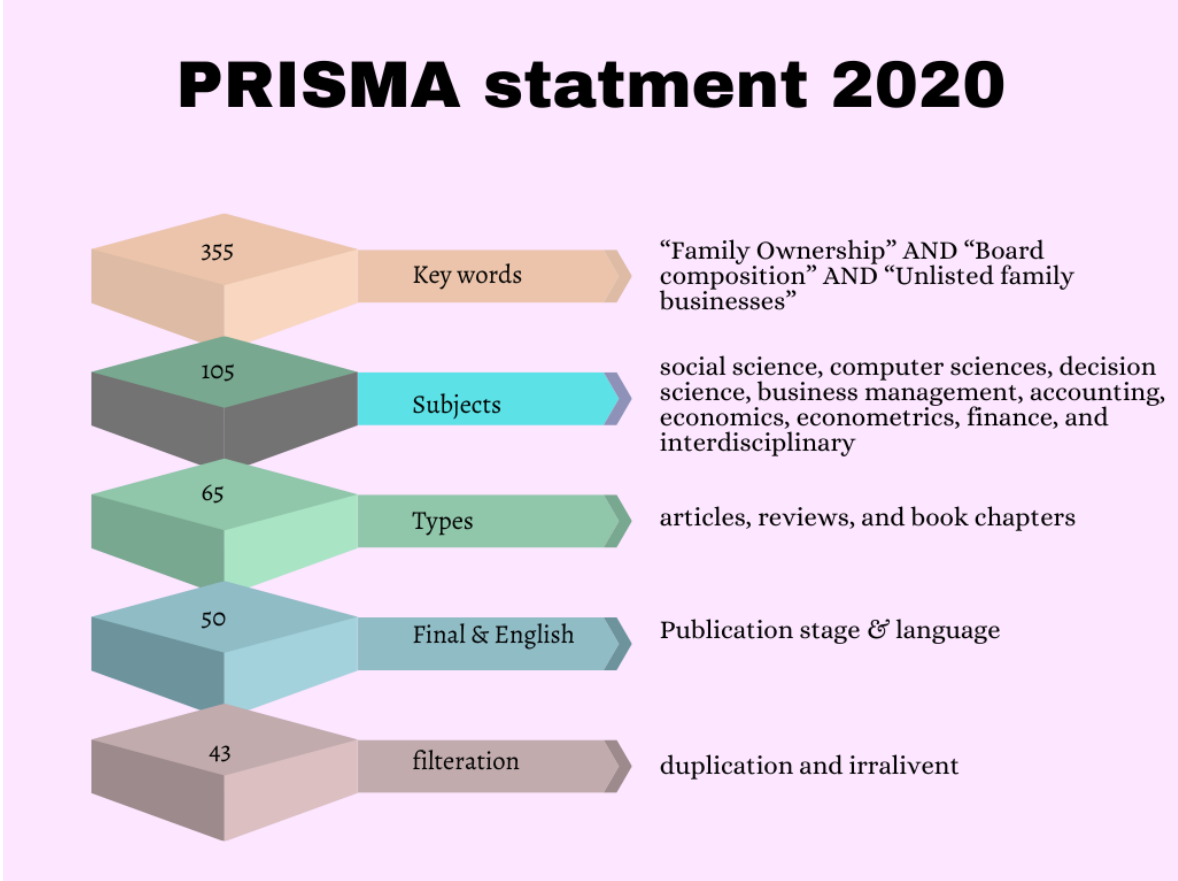 PRISMA statment 2020
355
Key words
“Family Ownership” AND “Board
composition” AND “Unlisted family
businesses”
105
Subjects
social science, computer sciences, decision
science, business management, accounting,
economics, econometrics, finance, and
interdisciplinary
65
Types
articles, reviews, and book chapters
50
Final & English
Publication stage & language
43
filteration
duplication and irralivent